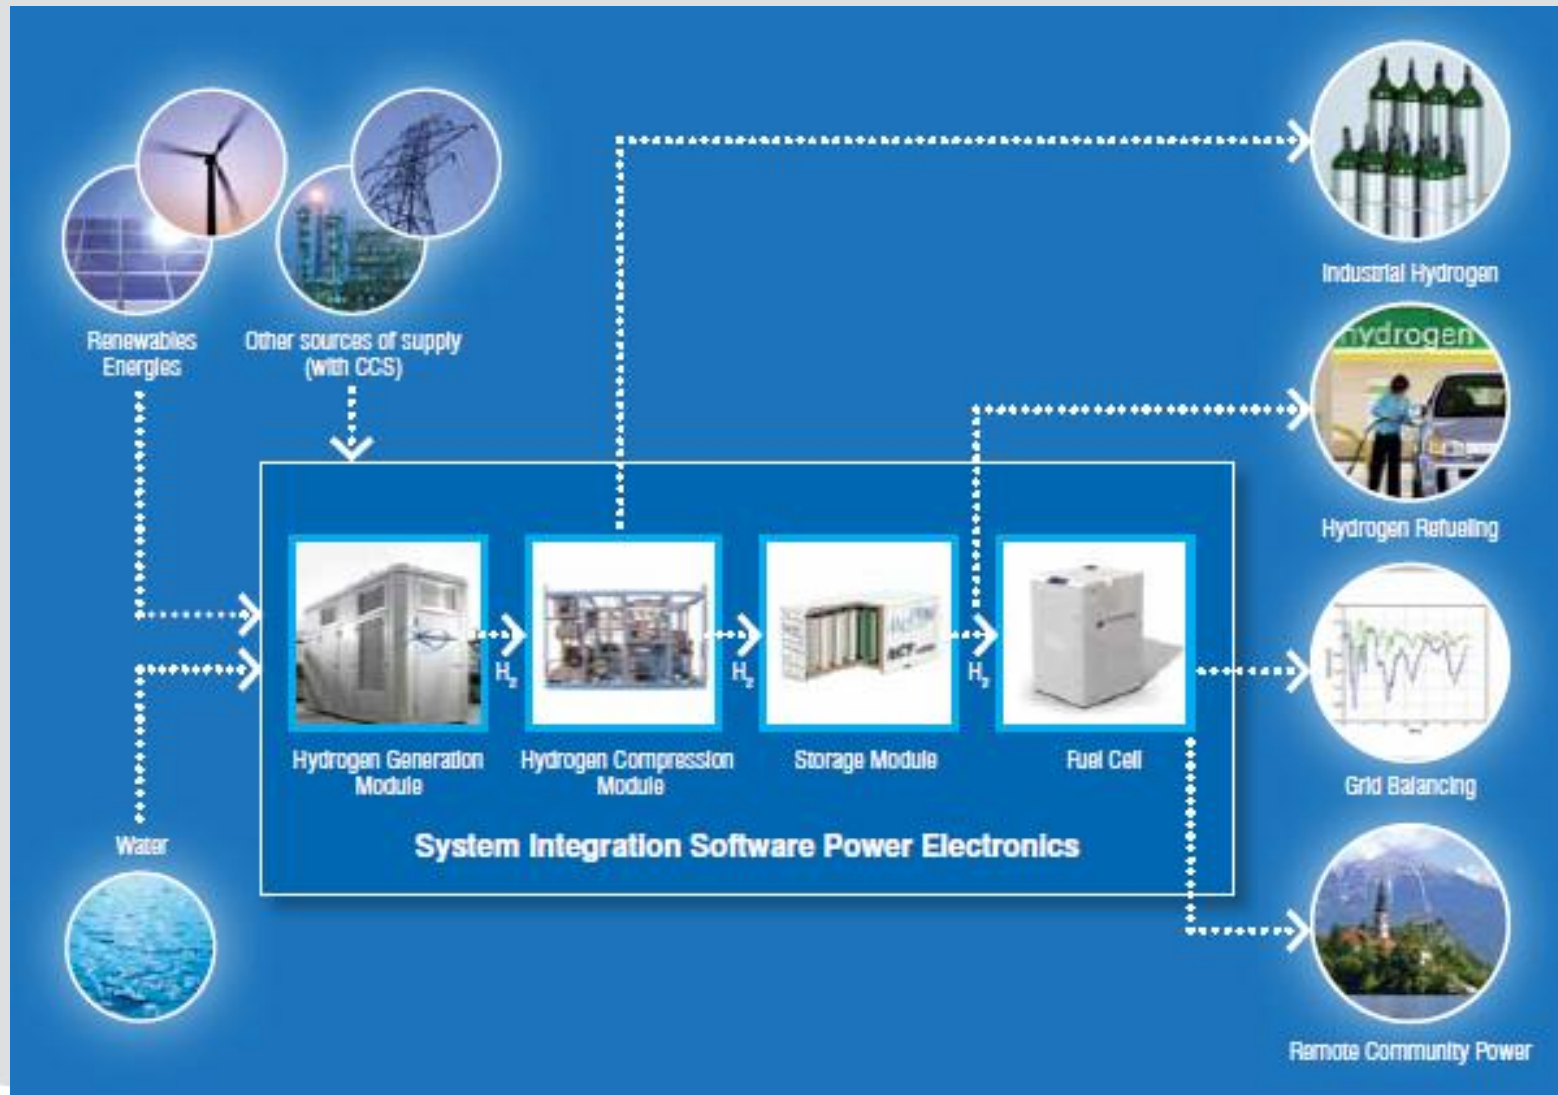 Renewables
Energies
Other sources of supply
(with CCS)
Industrial Hydrogen
hydrogen
Hydrogen Refueling
H₂
H₂
H₂
Hydrogen Generation
Module
Hydrogen Compression
Module
Storage Module
Fuel Cell
System Integration Software Power Electronics
Grid Balancing
Water
Remote Community Power